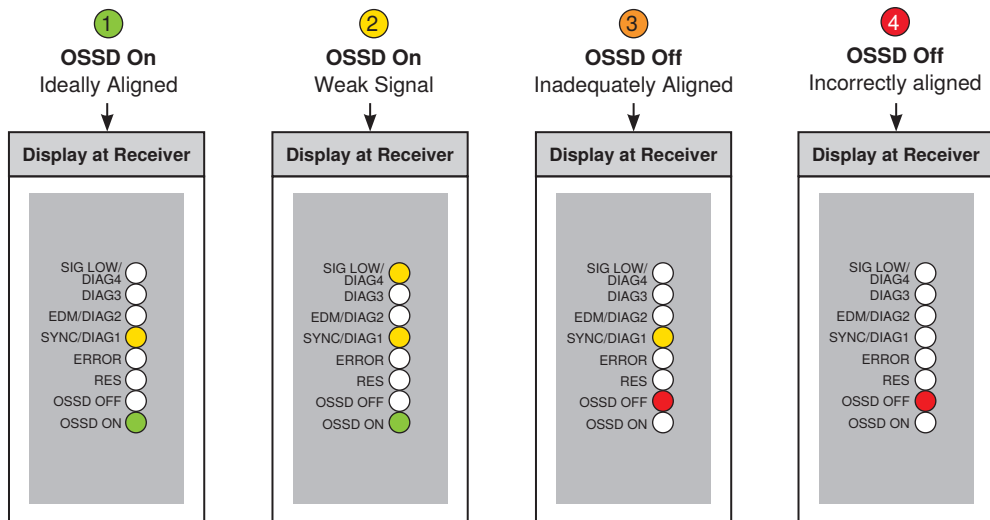 1
OSSD On
Ideally Aligned
Display at Receiver
SIG LOW/
DIAG4
DIAG3
EDM/DIAG2
SYNC/DIAG1
ERROR
RES
OSSD OFF
OSSD ON
2
OSSD On
Weak Signal
Display at Receiver
SIG LOW/
DIAG4
DIAG3
EDM/DIAG2
SYNC/DIAG1
ERROR
RES
OSSD OFF
OSSD ON
3
OSSD Off
Inadequately Aligned
Display at Receiver
SIG LOW/
DIAG4
DIAG3
EDM/DIAG2
SYNC/DIAG1
ERROR
RES
OSSD OFF
OSSD ON
4
OSSD Off
Incorrectly aligned
Display at Receiver
SIG LOW/
DIAG4
DIAG3
EDM/DIAG2
SYNC/DIAG1
ERROR
RES
OSSD OFF
OSSD ON